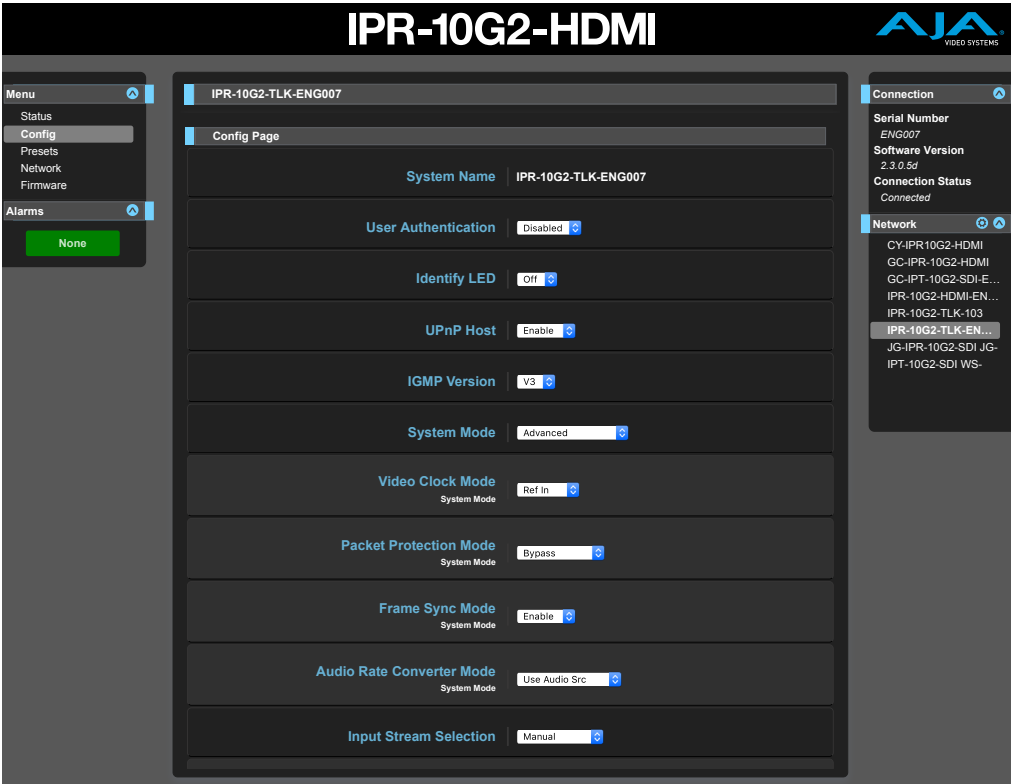 IPR-10G2-HDMI
AJA
VIDEO SYSTEMS
Menu
Status
Config
Presets
Network
Firmware
Alarms
None
IPR-10G2-TLK-ENG007
Config Page
System Name IPR-10G2-TLK-ENG007
User Authentication Disabled
Identify LED Off
UPnP Host Enable
IGMP Version V3
System Mode Advanced
Video Clock Mode Ref In
System Mode
Packet Protection Mode Bypass
System Mode
Frame Sync Mode Enable
System Mode
Audio Rate Converter Mode Use Audio Src
System Mode
Input Stream Selection Manual
Connection
Serial Number
ENG007
Software Version
2.3.0.5d
Connection Status
Connected
Network
CY-IPR10G2-HDMI
GC-IPR-10G2-HDMI
GC-IPT-10G2-SDI-E...
IPR-10G2-HDMI-EN...
IPR-10G2-TLK-103
IPR-10G2-TLK-EN...
JG-IPR-10G2-SDI JG-
IPT-10G2-SDI WS-